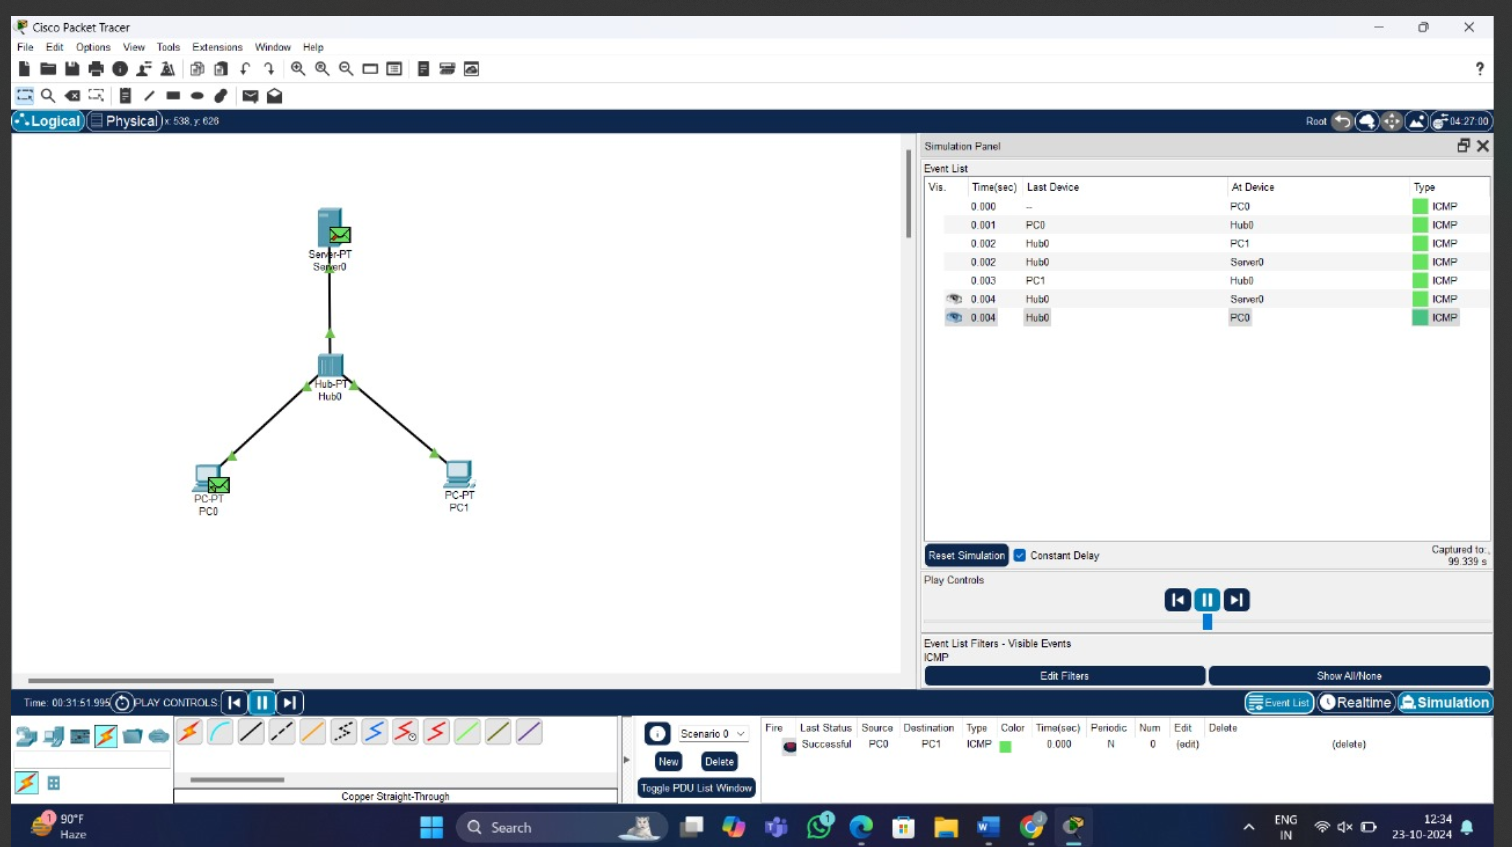 Cisco Packet Tracer
File Edit Options View Tools Extensions Window Help
?
Logical Physical x: 538, y: 626 Root 04:27:00
Simulation Panel
Event List
Vis. Time(sec) Last Device At Device Type
0.000 -- PC0 ICMP
0.001 PC0 Hub0 ICMP
0.002 Hub0 PC1 ICMP
0.002 Hub0 Server0 ICMP
0.003 PC1 Hub0 ICMP
0.004 Hub0 Server0 ICMP
0.004 Hub0 PC0 ICMP
Server-PT
Server0
Hub-PT
Hub0
PC-PT
PC0
PC-PT
PC1
Reset Simulation Constant Delay Captured to:
99.339 s
Play Controls
Event List Filters - Visible Events
ICMP
Edit Filters Show All/None
Time: 00:31:51.995 PLAY CONTROLS: Event List Realtime Simulation
Scenario 0
New Delete
Toggle PDU List Window
Fire Last Status Source Destination Type Color Time(sec) Periodic Num Edit Delete
Successful PC0 PC1 ICMP 0.000 N 0 (edit) (delete)
Copper Straight-Through
1 90°F
Haze
Search
1
ENG
IN
12:34
23-10-2024